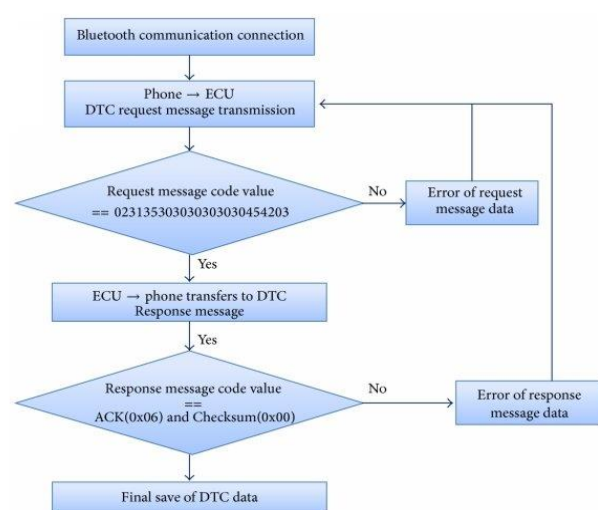 Bluetooth communication connection
Phone → ECU
DTC request message transmission
Request message code value
== 023135303030303030454203
No
Error of request
message data
Yes
ECU → phone transfers to DTC
Response message
Yes
Response message code value
==
ACK(0x06) and Checksum(0x00)
No
Error of response
message data
Final save of DTC data